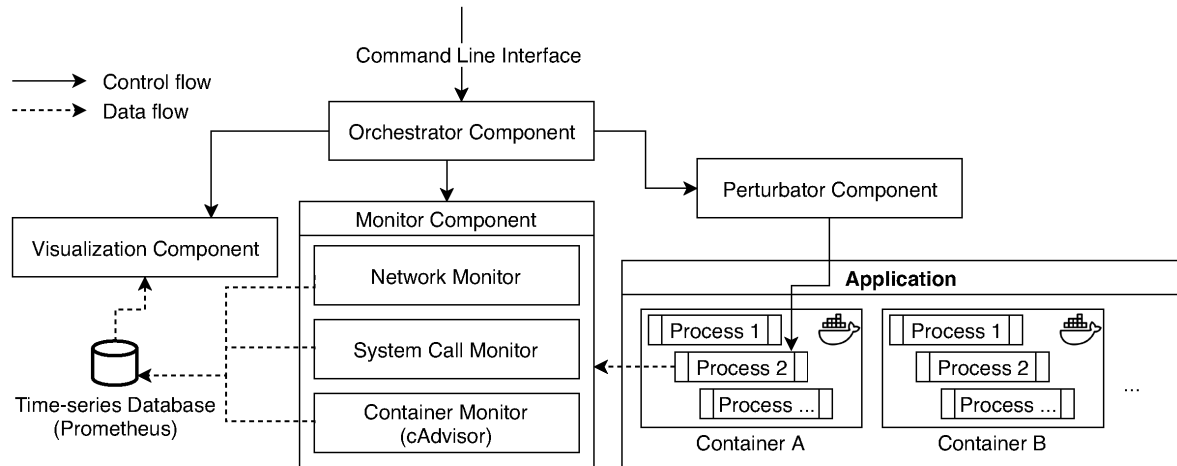 Command Line Interface
Control flow
Data flow
Orchestrator Component
Perturbator Component
Monitor Component
Visualization Component
Network Monitor
Application
Process 1
Process 1
System Call Monitor
Process 2
Process 2
Time-series Database
(Prometheus)
Container Monitor
(cAdvisor)
Process ...
Process ...
...
Container A
Container B